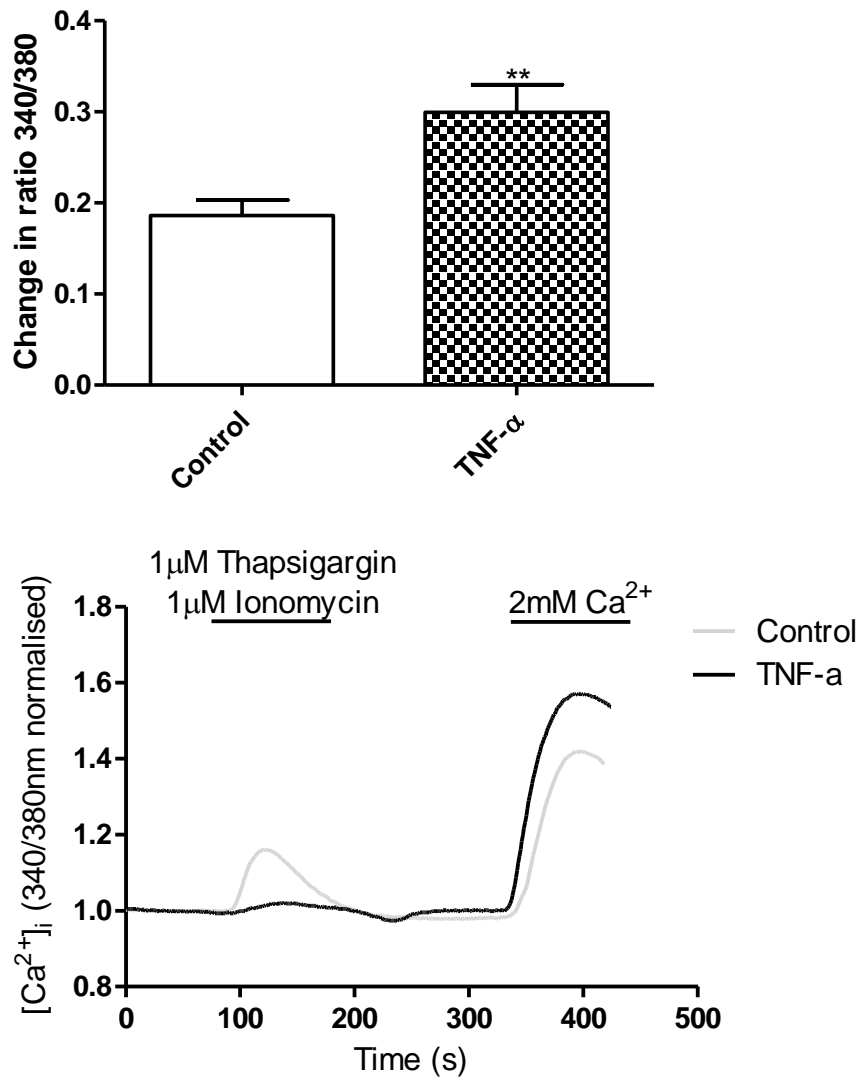 Change in ratio 340/380
0.4
0.3
0.2
0.1
0.0
**
Control
TNF-α
1μM Thapsigargin
1μM Ionomycin
2mM Ca²⁺
Control
TNF-a
[Ca²⁺]i (340/380nm normalised)
1.8
1.6
1.4
1.2
1.0
0.8
0 100 200 300 400 500
Time (s)